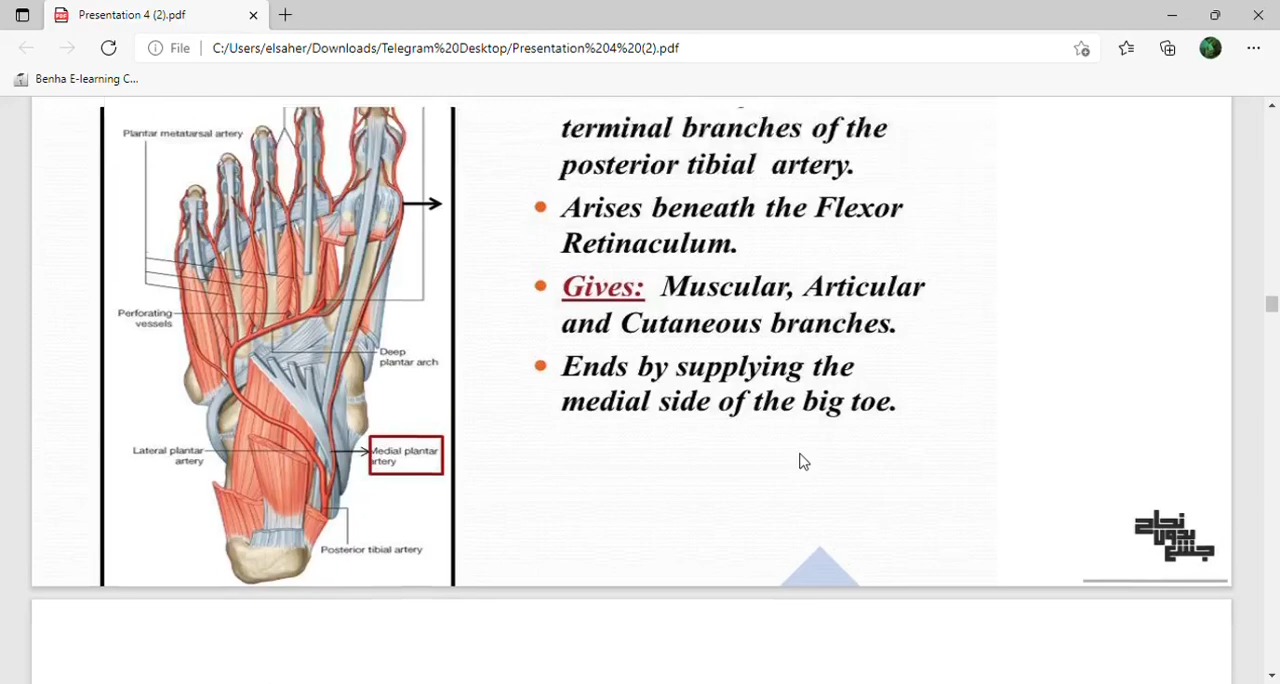 Presentation 4 (2).pdf
File
C:/Users/elsaher/Downloads/Telegram%20Desktop/Presentation%204%20(2).pdf
Benha E-learning C...
Plantar metatarsal artery
Perforating
vessels
Deep
plantar arch
Lateral plantar
artery
Medial plantar
artery
Posterior tibial artery
terminal branches of the
posterior tibial artery.
• Arises beneath the Flexor
Retinaculum.
• Gives: Muscular, Articular
and Cutaneous branches.
• Ends by supplying the
medial side of the big toe.
نجاح
بدون
جشع